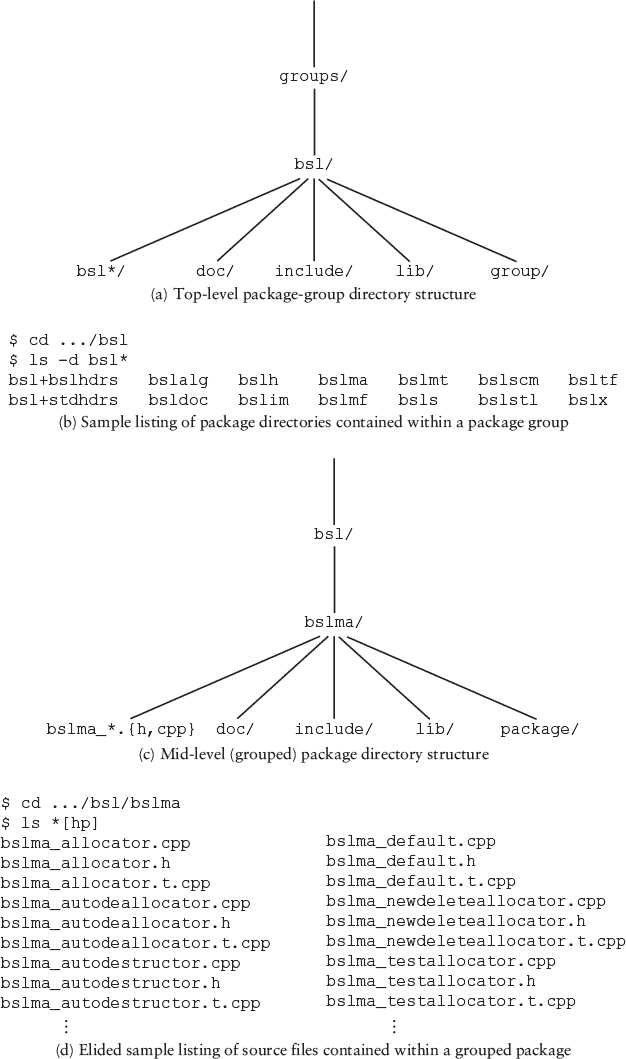 groups/
bsl/
bsl*/ doc/ include/ lib/ group/
(a) Top-level package-group directory structure
$ cd .../bsl
$ ls -d bsl*
bsl+bslhdrs bslalg bslh bslma bslmt bslscm bsltf
bsl+stdhdrs bsldoc bslim bslmf bsls bslstl bslx
(b) Sample listing of package directories contained within a package group
bsl/
bslma/
bslma_*.{h,cpp} doc/ include/ lib/ package/
(c) Mid-level (grouped) package directory structure
$ cd .../bsl/bslma
$ ls *[hp]
bslma_allocator.cpp
bslma_allocator.h
bslma_allocator.t.cpp
bslma_autodeallocator.cpp
bslma_autodeallocator.h
bslma_autodeallocator.t.cpp
bslma_autodestructor.cpp
bslma_autodestructor.h
bslma_autodestructor.t.cpp
⋮
bslma_default.cpp
bslma_default.h
bslma_default.t.cpp
bslma_newdeleteallocator.cpp
bslma_newdeleteallocator.h
bslma_newdeleteallocator.t.cpp
bslma_testallocator.cpp
bslma_testallocator.h
bslma_testallocator.t.cpp
⋮
(d) Elided sample listing of source files contained within a grouped package